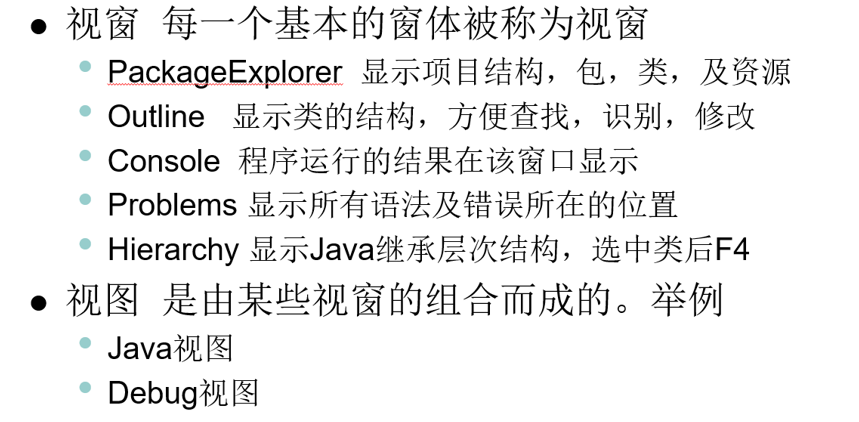 视窗 每一个基本的窗体被称为视窗
PackageExplorer 显示项目结构，包，类，及资源
Outline 显示类的结构，方便查找，识别，修改
Console 程序运行的结果在该窗口显示
Problems 显示所有语法及错误所在的位置
Hierarchy 显示Java继承层次结构，选中类后F4
视图 是由某些视窗的组合而成的。举例
Java视图
Debug视图